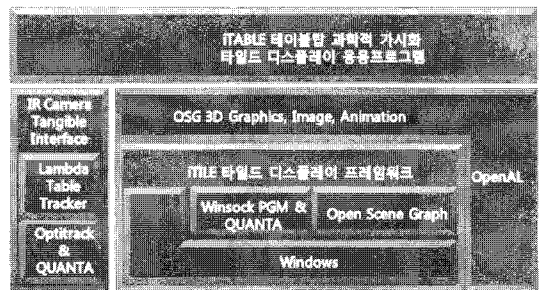 iTABLE 테이블탑 과학적 가시화
타일드 디스플레이 응용프로그램
IR Camera
Tangible
Interface
Lambda
Table
Tracker
Optitrack
&
QUANTA
OSG 3D Graphics, Image, Animation
iTILE 타일드 디스플레이 프레임워크
Winsock PGM &
QUANTA
Open Scene Graph
Windows
OpenAL